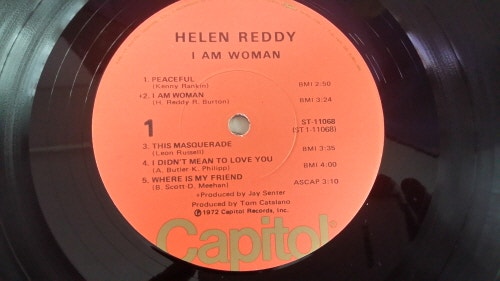 HELEN REDDY
I AM WOMAN
1. PEACEFUL
(Kenny Rankin) BMI 2:50
+2. I AM WOMAN
(H. Reddy R. Burton) BMI 3:24
1
ST-11068
(ST 1-11068)
3. THIS MASQUERADE
(Leon Russell) BMI 3:35
4. I DIDN'T MEAN TO LOVE YOU
(A. Butler K. Philipp) BMI 4:00
5. WHERE IS MY FRIEND
(B. Scott D. Meehan) ASCAP 3:10
+Produced by Jay Senter
Produced by Tom Catalano
℗1972 Capitol Records, Inc.
Capitol